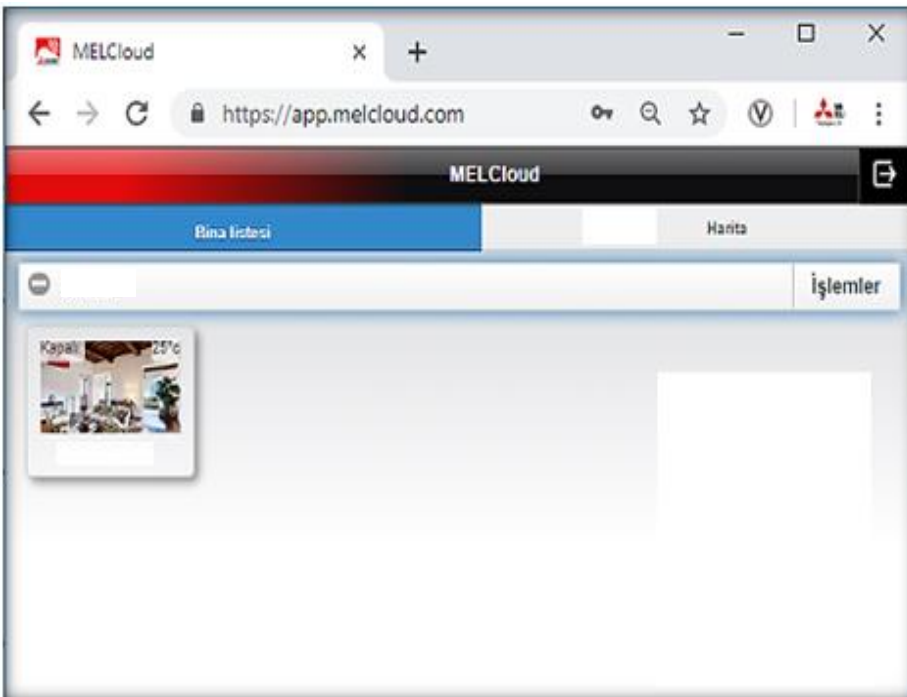 MELCloud
https://app.melcloud.com
MELCloud
Bina listesi
Harita
İşlemler
Kapalı 25°c